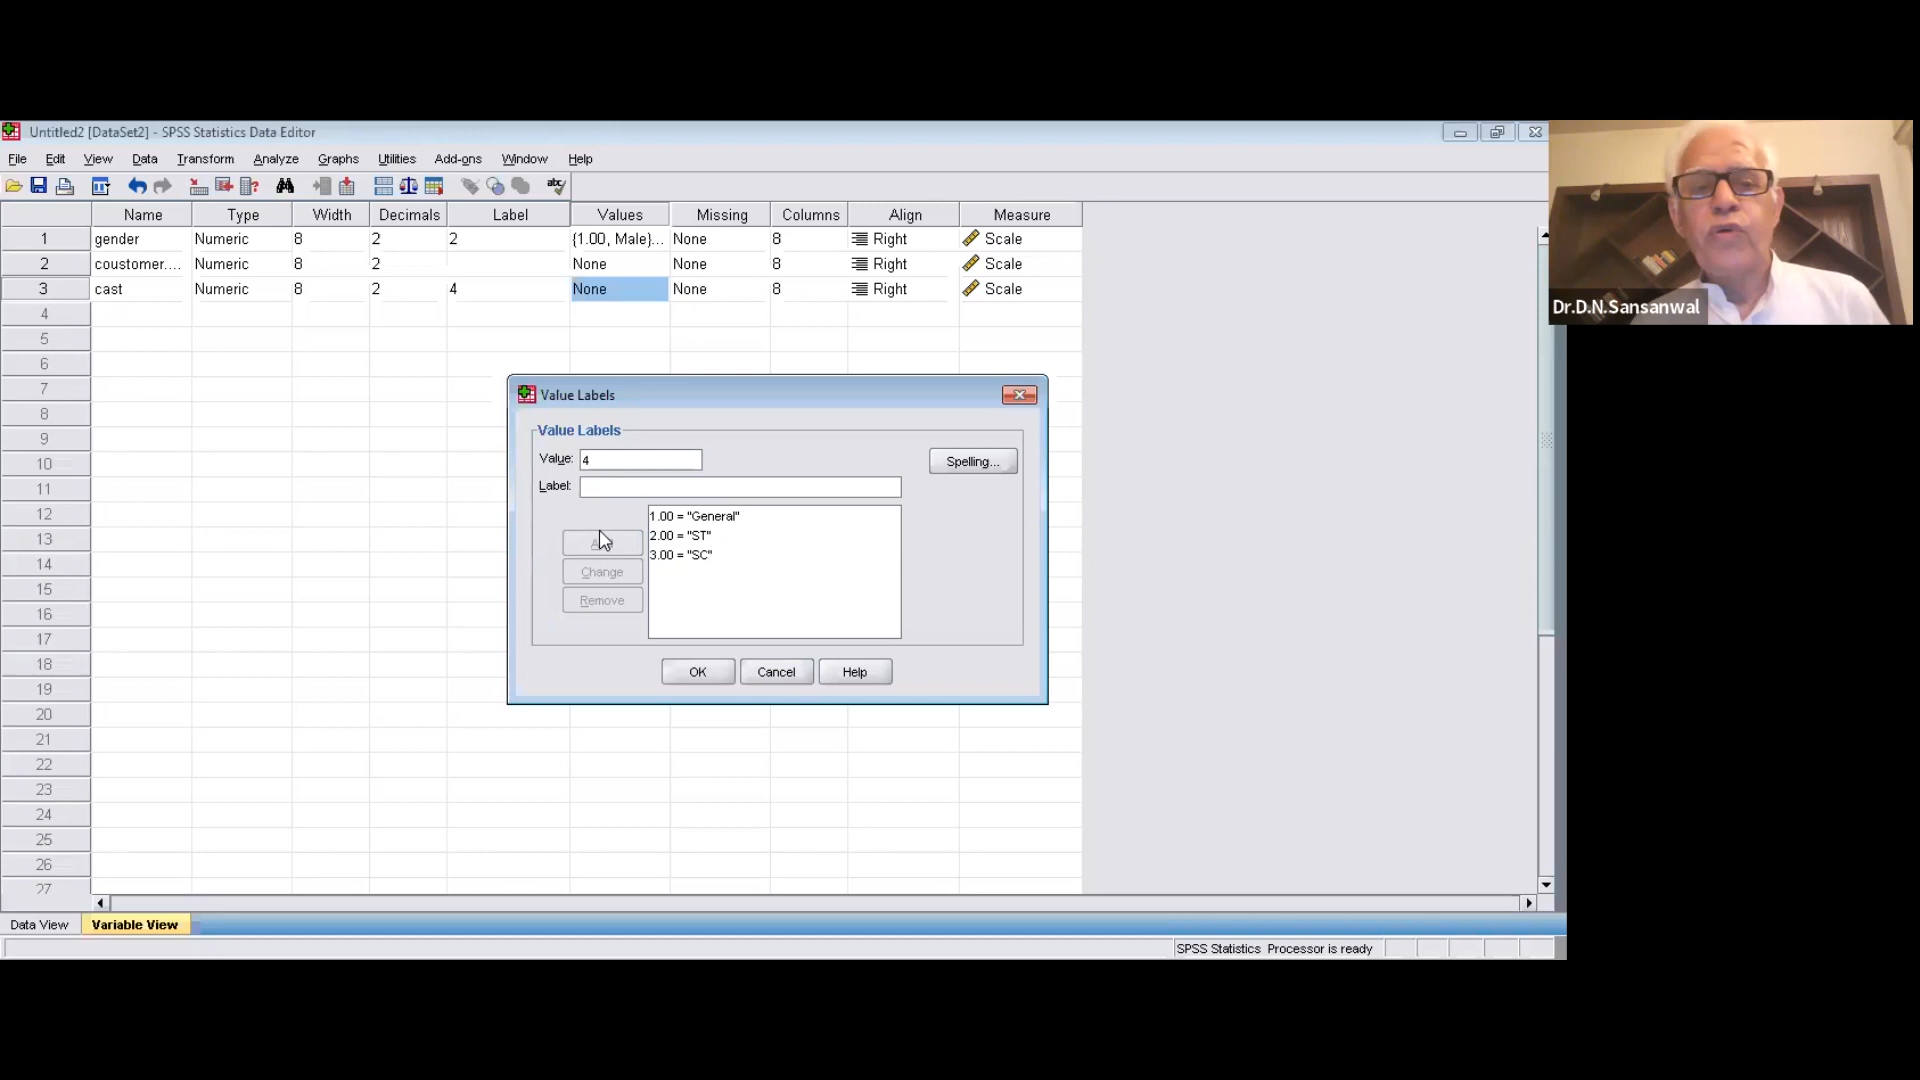 Untitled2 [DataSet2] - SPSS Statistics Data Editor
File Edit View Data Transform Analyze Graphs Utilities Add-ons Window Help
Name Type Width Decimals Label Values Missing Columns Align Measure
1 gender Numeric 8 2 2 {1.00, Male}... None 8 Right Scale
2 coustomer.... Numeric 8 2 None None 8 Right Scale
3 cast Numeric 8 2 4 None None 8 Right Scale
4
5
6
7
8
9
10
11
12
13
14
15
16
17
18
19
20
21
22
23
24
25
26
27
Value Labels
Value Labels
Value: 4
Spelling...
Label:
1.00 = "General"
2.00 = "ST"
3.00 = "SC"
Change
Remove
OK Cancel Help
Data View Variable View
SPSS Statistics Processor is ready
Dr.D.N.Sansanwal